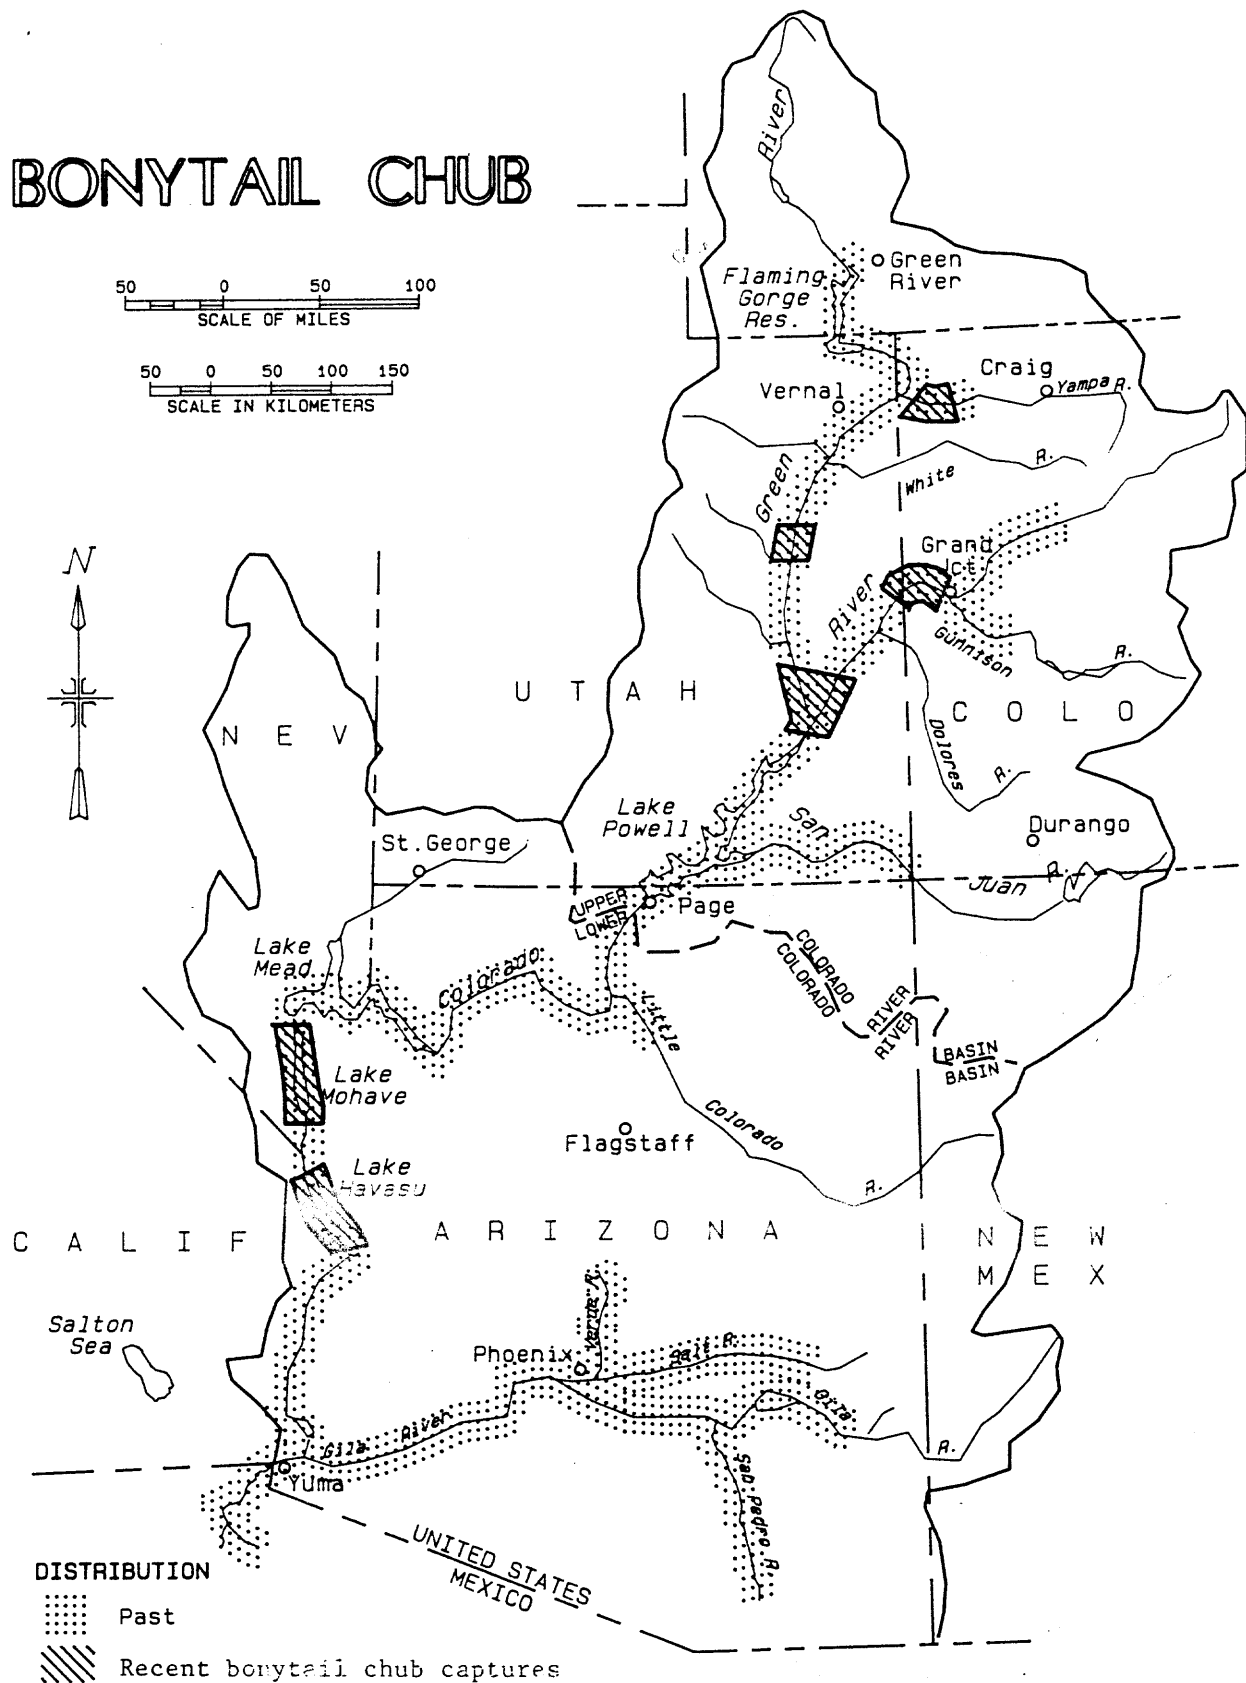 BONYTAIL CHUB
50 0 50 100
SCALE OF MILES
50 0 50 100 150
SCALE IN KILOMETERS
N
River
Green
River
Flaming
Gorge
Res.
Craig
Yampa R.
Vernal
Green
White R.
Grand
Jct.
River
Gunnison R.
UTAH
COLO
NEV
Dolores R.
Lake
Powell
San
Juan R.
Durango
St.George
Page
UPPER
LOWER
COLORADO
COLORADO
RIVER
RIVER
BASIN
BASIN
Lake
Mead
Colorado
Little
Colorado R.
Lake
Mohave
Flagstaff
Lake
Havasu
CALIF
ARIZONA
NEW
MEX
Salton
Sea
Verde R.
Phoenix
Salt R.
Gila
R.
Gila River
Yuma
San Pedro R.
UNITED STATES
MEXICO
DISTRIBUTION
Past
Recent bonytail chub captures